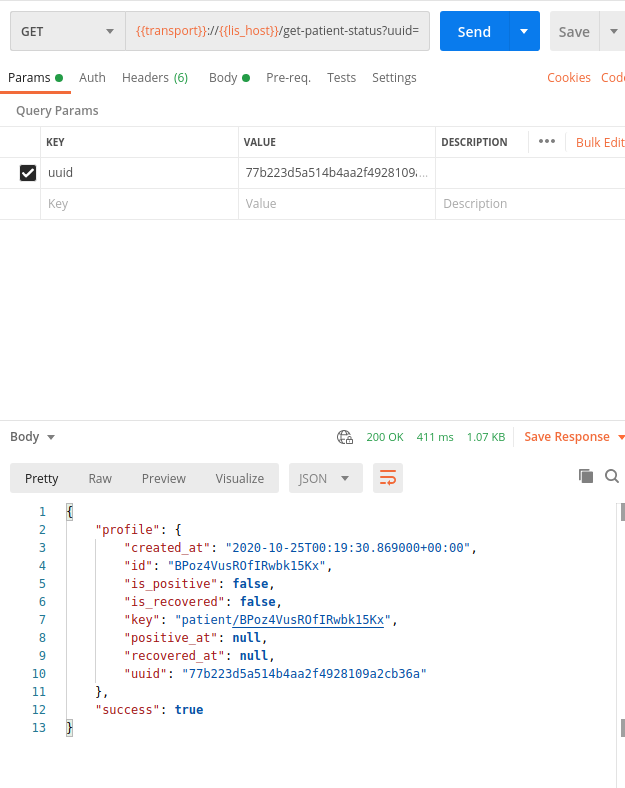 GET {{transport}}://{{lis_host}}/get-patient-status?uuid= Send Save
Params Auth Headers (6) Body Pre-req. Tests Settings Cookies Code
Query Params
KEY VALUE DESCRIPTION ••• Bulk Edit
uuid 77b223d5a514b4aa2f4928109a...
Key Value Description
Body 200 OK 411 ms 1.07 KB Save Response
Pretty Raw Preview Visualize JSON
1 {
2 "profile": {
3 "created_at": "2020-10-25T00:19:30.869000+00:00",
4 "id": "BPoz4VusROfIRwbk15Kx",
5 "is_positive": false,
6 "is_recovered": false,
7 "key": "patient/BPoz4VusROfIRwbk15Kx",
8 "positive_at": null,
9 "recovered_at": null,
10 "uuid": "77b223d5a514b4aa2f4928109a2cb36a"
11 },
12 "success": true
13 }